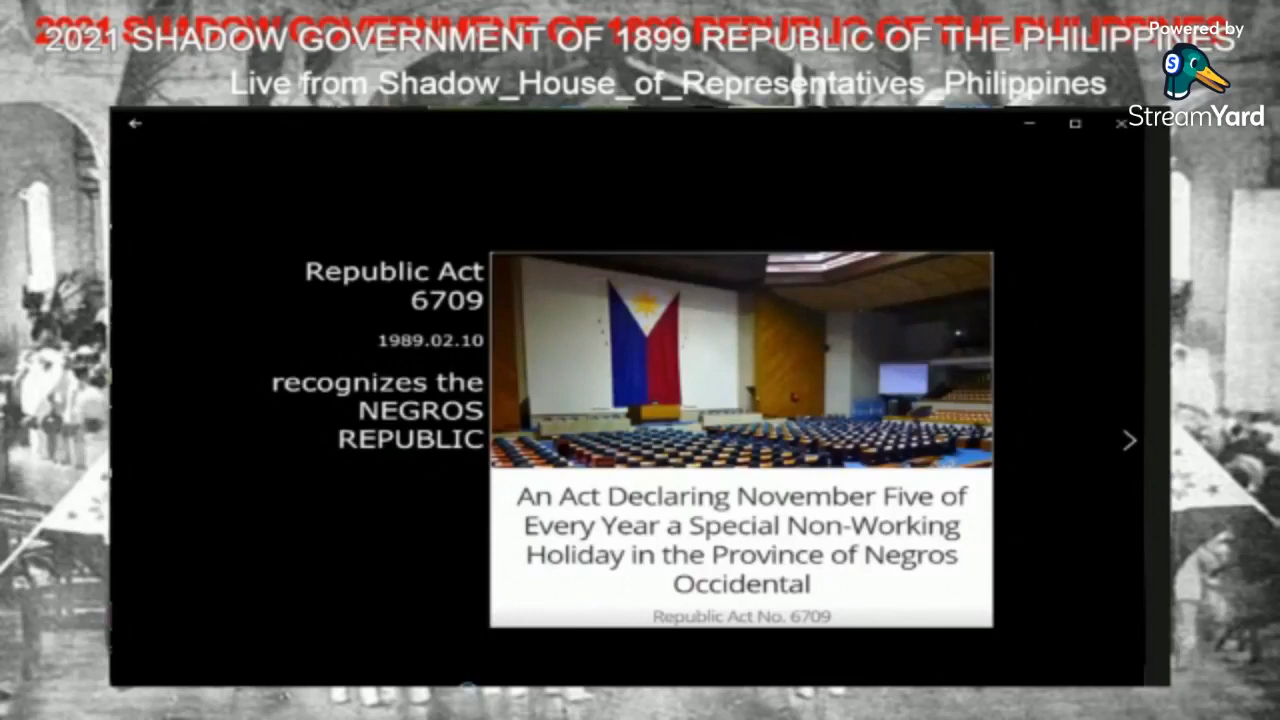 2021 SHADOW GOVERNMENT OF 1899 REPUBLIC OF THE PHILIPPINES
Powered by
Live from Shadow_House_of_Representatives_Philippines
StreamYard
Republic Act
6709
1989.02.10
recognizes the
NEGROS
REPUBLIC
An Act Declaring November Five of
Every Year a Special Non-Working
Holiday in the Province of Negros
Occidental
Republic Act No. 6709